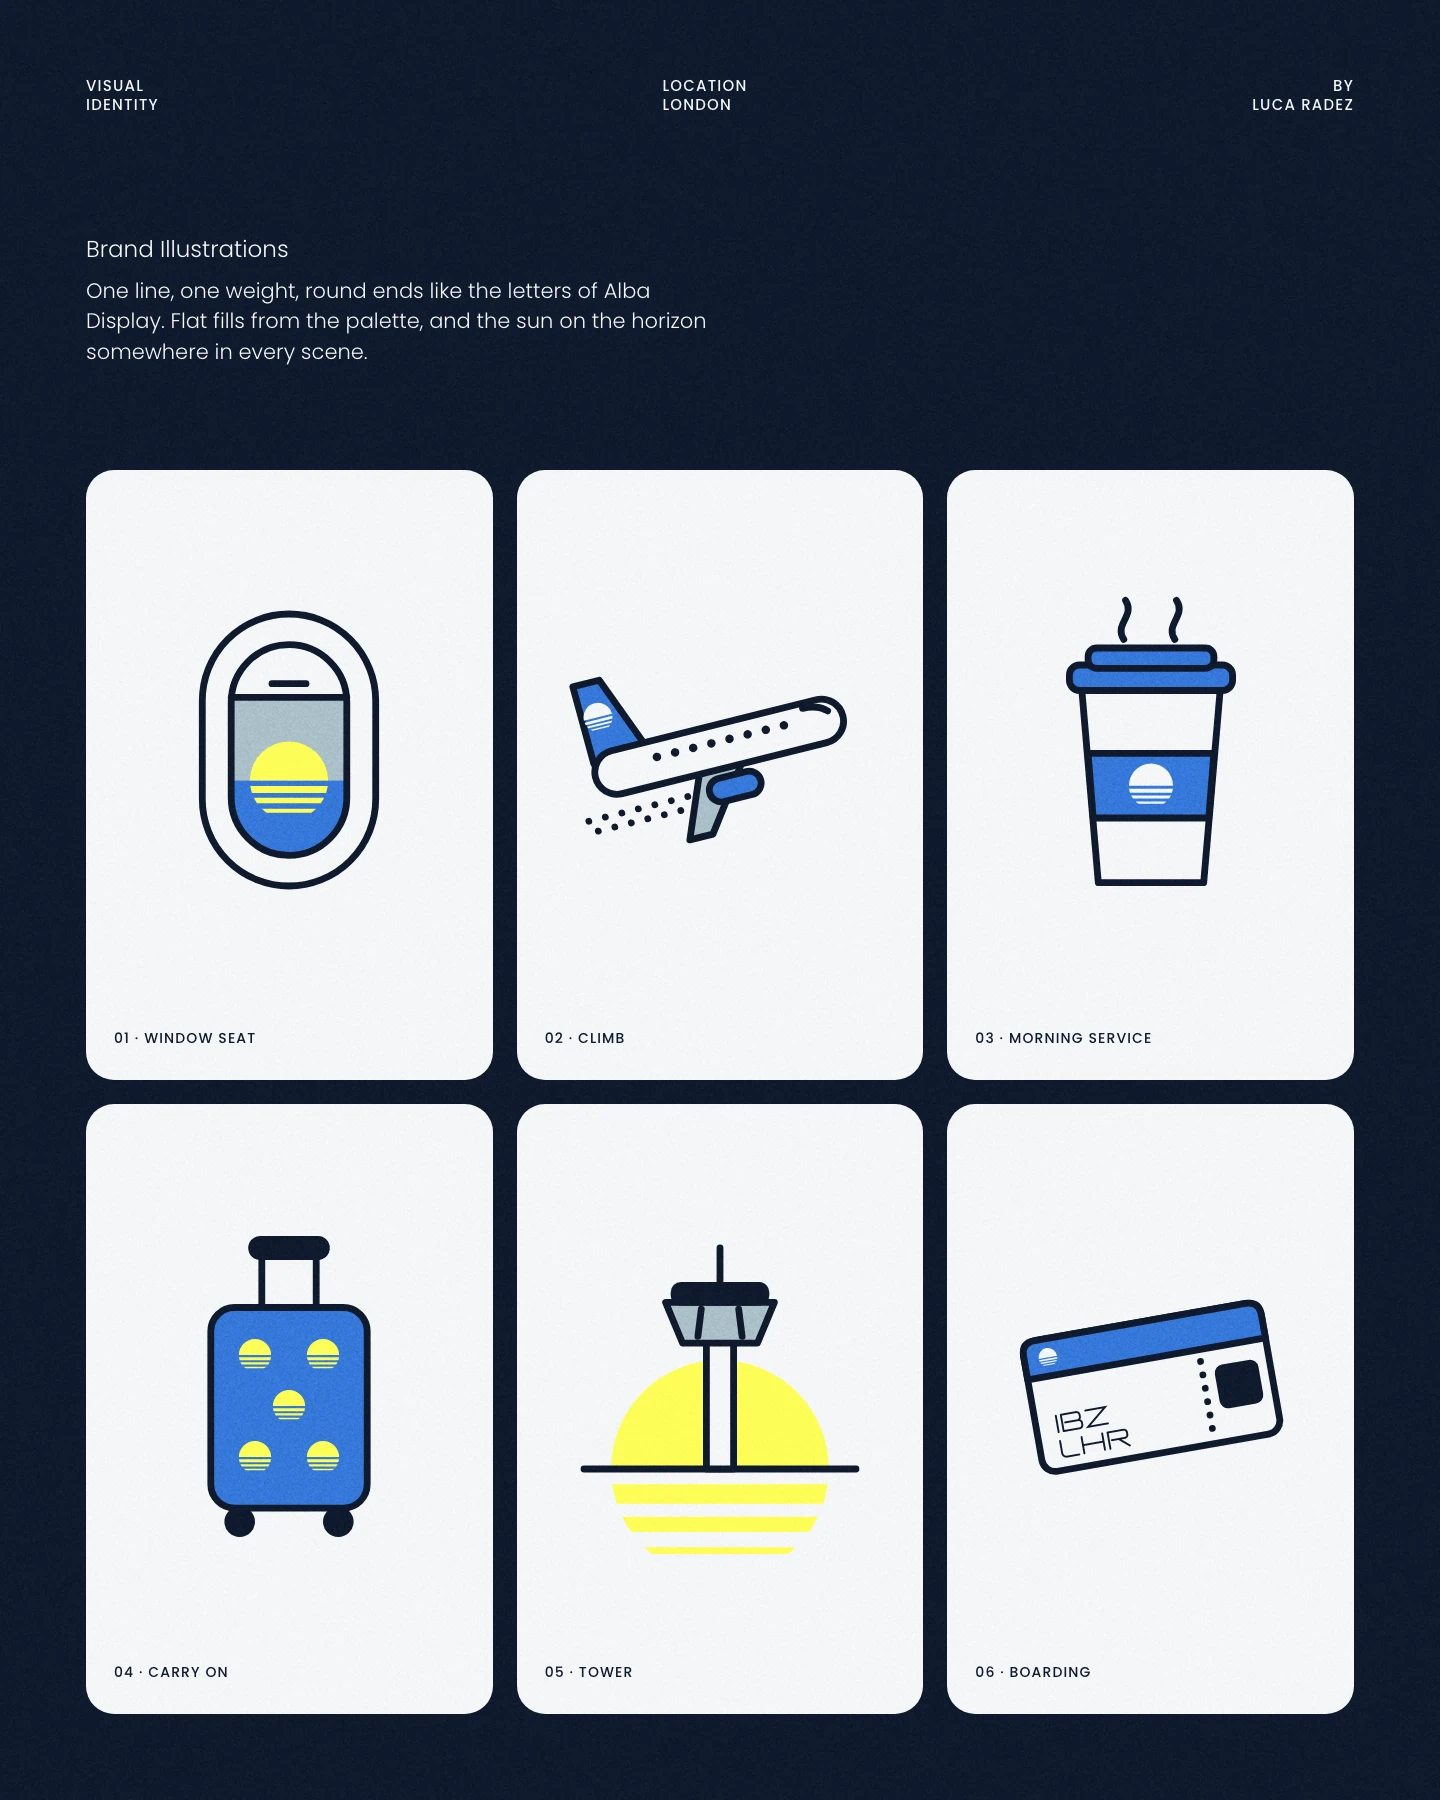 VISUAL
IDENTITY
LOCATION
LONDON
BY
LUCA RADEZ
Brand Illustrations
One line, one weight, round ends like the letters of Alba
Display. Flat fills from the palette, and the sun on the horizon
somewhere in every scene.
01 · WINDOW SEAT
02 · CLIMB
03 · MORNING SERVICE
IBZ
LHR
04 · CARRY ON
05 · TOWER
06 · BOARDING